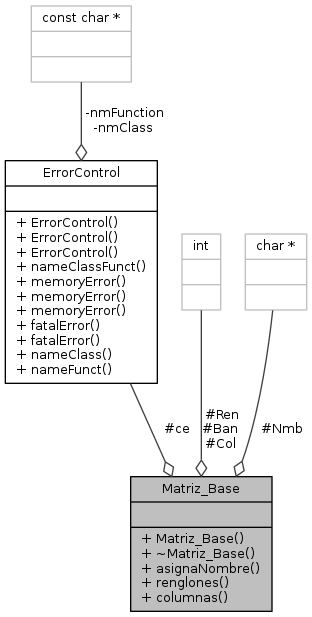 const char *
-nmFunction
-nmClass
ErrorControl
+ ErrorControl()
+ ErrorControl()
+ ErrorControl()
+ nameClassFunct()
+ memoryError()
+ memoryError()
+ memoryError()
+ fatalError()
+ fatalError()
+ nameClass()
+ nameFunct()
int
char *
#ce
#Ren
#Ban
#Col
#Nmb
Matriz_Base
+ Matriz_Base()
+ ~Matriz_Base()
+ asignaNombre()
+ renglones()
+ columnas()